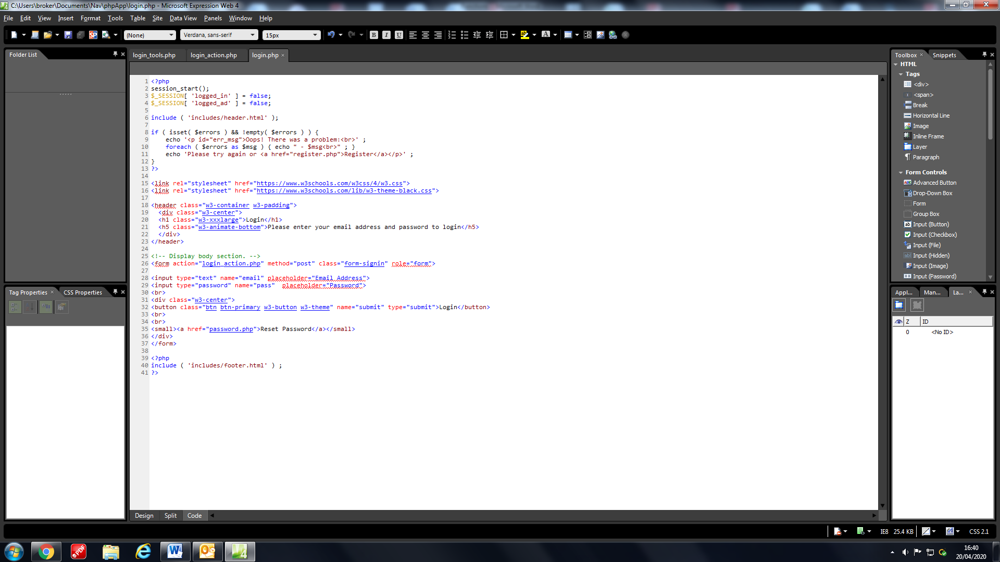 C:\Users\broker\Documents\Nav\phpApp\login.php - Microsoft Expression Web 4
File Edit View Insert Format Tools Table Site Data View Panels Window Help
(None) Verdana, sans-serif 15px
Folder List
login_tools.php login_action.php login.php
1 <?php
2 session_start();
3 $_SESSION[ 'logged_in' ] = false;
4 $_SESSION[ 'logged_ad' ] = false;
5
6 include ( 'includes/header.html' );
7
8 if ( isset( $errors ) && !empty( $errors ) ) {
9 echo '<p id="err_msg">Oops! There was a problem:<br>' ;
10 foreach ( $errors as $msg ) { echo " - $msg<br>" ; }
11 echo 'Please try again or <a href="register.php">Register</a></p>' ;
12 }
13 ?>
14
15 <link rel="stylesheet" href="https://www.w3schools.com/w3css/4/w3.css">
16 <link rel="stylesheet" href="https://www.w3schools.com/lib/w3-theme-black.css">
17
18 <header class="w3-container w3-padding">
19 <div class="w3-center">
20 <h1 class="w3-xxxlarge">Login</h1>
21 <h5 class="w3-animate-bottom">Please enter your email address and password to login</h5>
22 </div>
23 </header>
24
25 <!-- Display body section. -->
26 <form action="login_action.php" method="post" class="form-signin" role="form">
27
28 <input type="text" name="email" placeholder="Email Address">
29 <input type="password" name="pass"  placeholder="Password">
30 <br>
31 <div class="w3-center">
32 <button class="btn btn-primary w3-button w3-theme" name="submit" type="submit">Login</button>
33 <br>
34 <br>
35 <small><a href="password.php">Reset Password</a></small>
36 </div>
37 </form>
38
39 <?php
40 include ( 'includes/footer.html' ) ;
41 ?>
Design Split Code
Tag Properties CSS Properties
Toolbox Snippets
HTML
Tags
<div>
<span>
Break
Horizontal Line
Image
Inline Frame
Layer
Paragraph
Form Controls
Advanced Button
Drop-Down Box
Form
Group Box
Input (Button)
Input (Checkbox)
Input (File)
Input (Hidden)
Input (Image)
Input (Password)
Appl... Man... La...
Z ID
0 <No ID>
IE8 25.4 KB CSS 2.1
16:40
20/04/2020